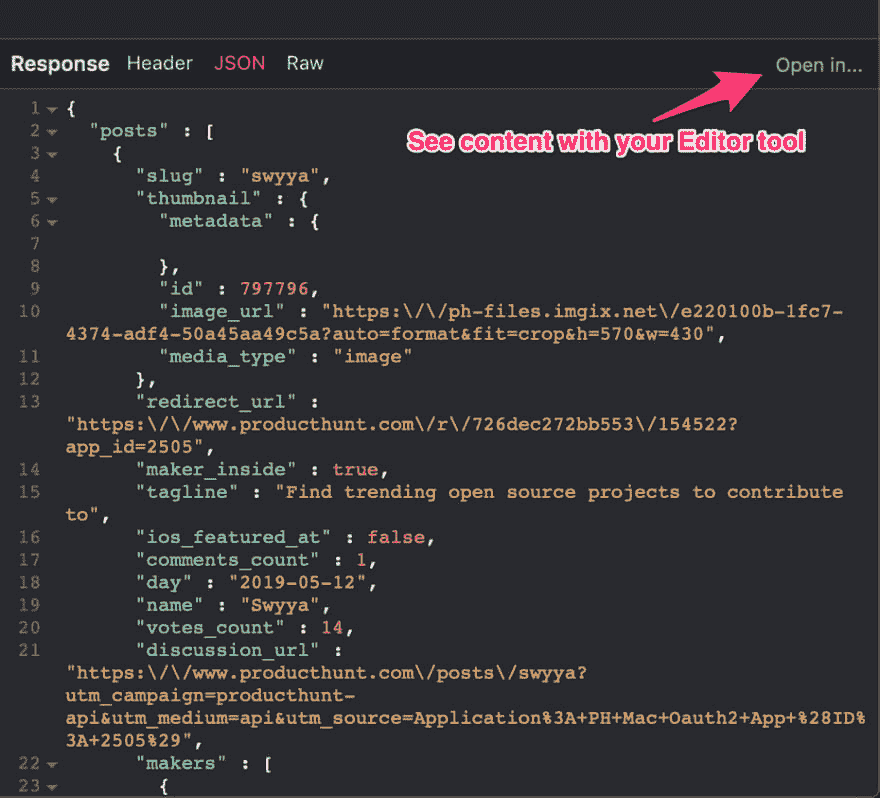 Response Header JSON Raw Open in...
See content with your Editor tool
1 {
2 "posts" : [
3 {
4 "slug" : "swyya",
5 "thumbnail" : {
6 "metadata" : {
7
8 },
9 "id" : 797796,
10 "image_url" : "https:\/\/ph-files.imgix.net\/e220100b-1fc7-
4374-adf4-50a45aa49c5a?auto=format&fit=crop&h=570&w=430",
11 "media_type" : "image"
12 },
13 "redirect_url" :
"https:\/\/www.producthunt.com\/r\/726dec272bb553\/154522?
app_id=2505",
14 "maker_inside" : true,
15 "tagline" : "Find trending open source projects to contribute
to",
16 "ios_featured_at" : false,
17 "comments_count" : 1,
18 "day" : "2019-05-12",
19 "name" : "Swyya",
20 "votes_count" : 14,
21 "discussion_url" :
"https:\/\/www.producthunt.com\/posts\/swyya?
utm_campaign=producthunt-
api&utm_medium=api&utm_source=Application%3A+PH+Mac+Oauth2+App+%28ID%
3A+2505%29",
22 "makers" : [
23 {